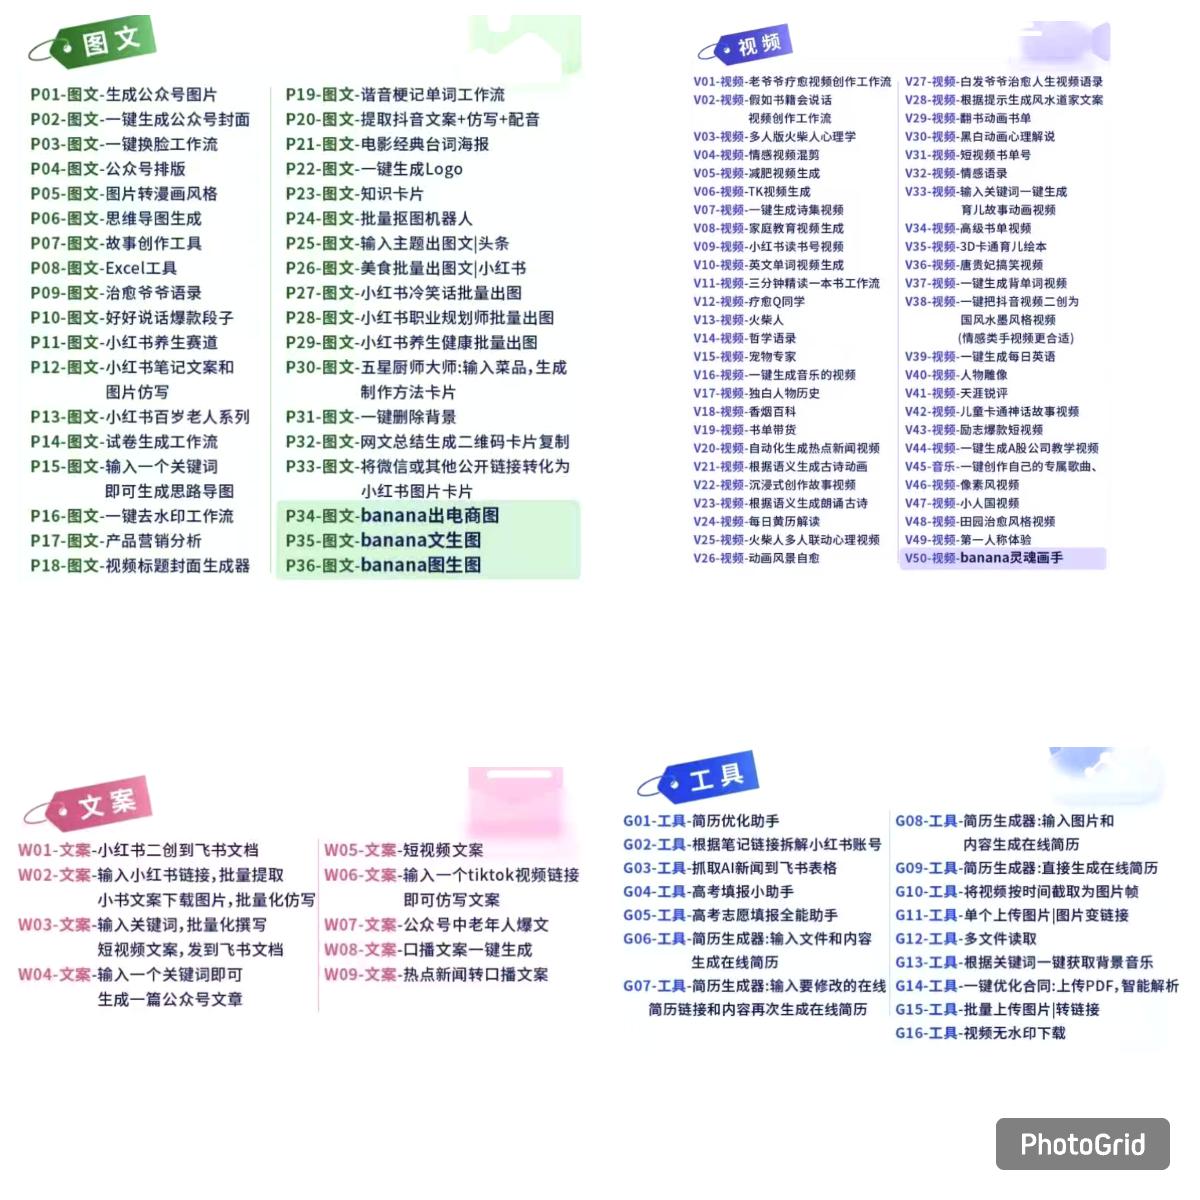 图文
P01-图文-生成公众号图片
P02-图文-一键生成公众号封面
P03-图文-一键换脸工作流
P04-图文-公众号排版
P05-图文-图片转漫画风格
P06-图文-思维导图生成
P07-图文-故事创作工具
P08-图文-Excel工具
P09-图文-治愈爷爷语录
P10-图文-好好说话爆款段子
P11-图文-小红书养生赛道
P12-图文-小红书笔记文案和
图片仿写
P13-图文-小红书百岁老人系列
P14-图文-试卷生成工作流
P15-图文-输入一个关键词
即可生成思路导图
P16-图文-一键去水印工作流
P17-图文-产品营销分析
P18-图文-视频标题封面生成器
P19-图文-谐音梗记单词工作流
P20-图文-提取抖音文案+仿写+配音
P21-图文-电影经典台词海报
P22-图文-一键生成Logo
P23-图文-知识卡片
P24-图文-批量抠图机器人
P25-图文-输入主题出图文|头条
P26-图文-美食批量出图文|小红书
P27-图文-小红书冷笑话批量出图
P28-图文-小红书职业规划师批量出图
P29-图文-小红书养生健康批量出图
P30-图文-五星厨师大师:输入菜品,生成
制作方法卡片
P31-图文-一键删除背景
P32-图文-网文总结生成二维码卡片复制
P33-图文-将微信或其他公开链接转化为
小红书图片卡片
P34-图文-banana出电商图
P35-图文-banana文生图
P36-图文-banana图生图
视频
V01-视频-老爷爷疗愈视频创作工作流
V02-视频-假如书籍会说话
视频创作工作流
V03-视频-多人版火柴人心理学
V04-视频-情感视频混剪
V05-视频-减肥视频生成
V06-视频-TK视频生成
V07-视频-一键生成诗集视频
V08-视频-家庭教育视频生成
V09-视频-小红书读书号视频
V10-视频-英文单词视频生成
V11-视频-三分钟精读一本书工作流
V12-视频-疗愈Q同学
V13-视频-火柴人
V14-视频-哲学语录
V15-视频-宠物专家
V16-视频-一键生成音乐的视频
V17-视频-独白人物历史
V18-视频-香烟百科
V19-视频-书单带货
V20-视频-自动化生成热点新闻视频
V21-视频-根据语义生成古诗动画
V22-视频-沉浸式创作故事视频
V23-视频-根据语义生成朗诵古诗
V24-视频-每日黄历解读
V25-视频-火柴人多人联动心理视频
V26-视频-动画风景自愈
V27-视频-白发爷爷治愈人生视频语录
V28-视频-根据提示生成风水道家文案
V29-视频-翻书动画书单
V30-视频-黑白动画心理解说
V31-视频-短视频书单号
V32-视频-情感语录
V33-视频-输入关键词一键生成
育儿故事动画视频
V34-视频-高级书单视频
V35-视频-3D卡通育儿绘本
V36-视频-唐贵妃搞笑视频
V37-视频-一键生成背单词视频
V38-视频-一键把抖音视频二创为
国风水墨风格视频
(情感类手视频更合适)
V39-视频-一键生成每日英语
V40-视频-人物雕像
V41-视频-天涯锐评
V42-视频-儿童卡通神话故事视频
V43-视频-励志爆款短视频
V44-视频-一键生成A股公司教学视频
V45-音乐-一键创作自己的专属歌曲、
V46-视频-像素风视频
V47-视频-小人国视频
V48-视频-田园治愈风格视频
V49-视频-第一人称体验
V50-视频-banana灵魂画手
文案
W01-文案-小红书二创到飞书文档
W02-文案-输入小红书链接,批量提取
小书文案下载图片,批量化仿写
W03-文案-输入关键词,批量化撰写
短视频文案,发到飞书文档
W04-文案-输入一个关键词即可
生成一篇公众号文章
W05-文案-短视频文案
W06-文案-输入一个tiktok视频链接
即可仿写文案
W07-文案-公众号中老年人爆文
W08-文案-口播文案一键生成
W09-文案-热点新闻转口播文案
工具
G01-工具-简历优化助手
G02-工具-根据笔记链接拆解小红书账号
G03-工具-抓取AI新闻到飞书表格
G04-工具-高考填报小助手
G05-工具-高考志愿填报全能助手
G06-工具-简历生成器:输入文件和内容
生成在线简历
G07-工具-简历生成器:输入要修改的在线
简历链接和内容再次生成在线简历
G08-工具-简历生成器:输入图片和
内容生成在线简历
G09-工具-简历生成器:直接生成在线简历
G10-工具-将视频按时间截取为图片帧
G11-工具-单个上传图片|图片变链接
G12-工具-多文件读取
G13-工具-根据关键词一键获取背景音乐
G14-工具-一键优化合同:上传PDF,智能解析
G15-工具-批量上传图片|转链接
G16-工具-视频无水印下载
PhotoGrid